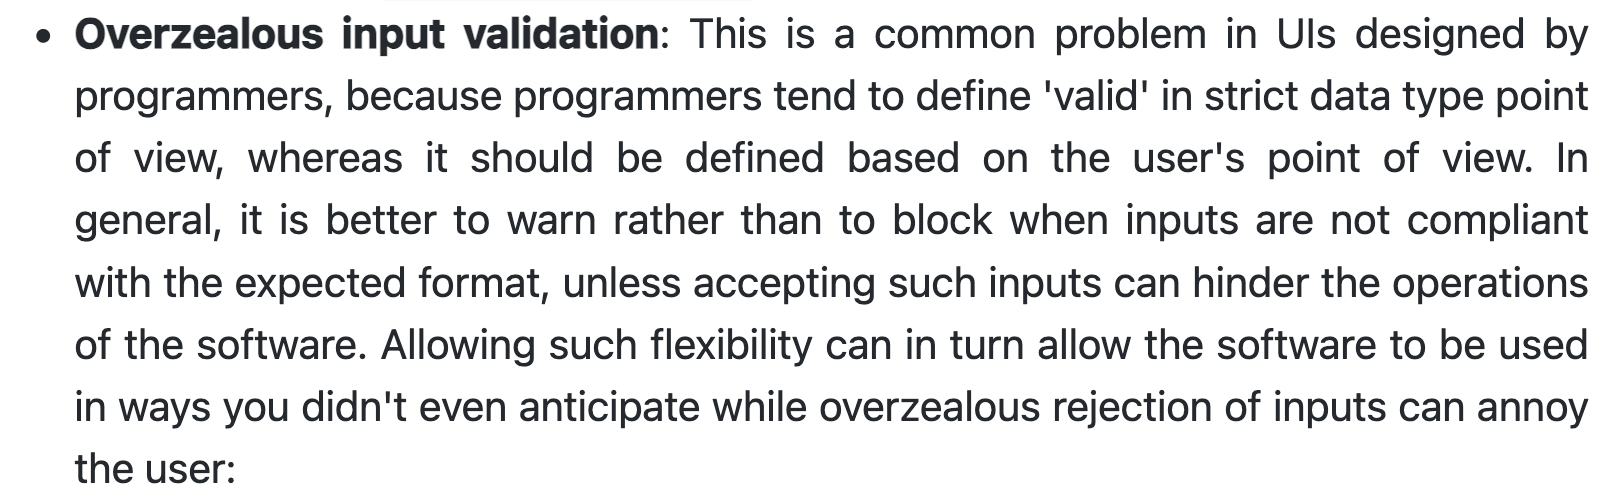 • Overzealous input validation: This is a common problem in UIs designed by
programmers, because programmers tend to define 'valid' in strict data type point
of view, whereas it should be defined based on the user's point of view. In
general, it is better to warn rather than to block when inputs are not compliant
with the expected format, unless accepting such inputs can hinder the operations
of the software. Allowing such flexibility can in turn allow the software to be used
in ways you didn't even anticipate while overzealous rejection of inputs can annoy
the user: